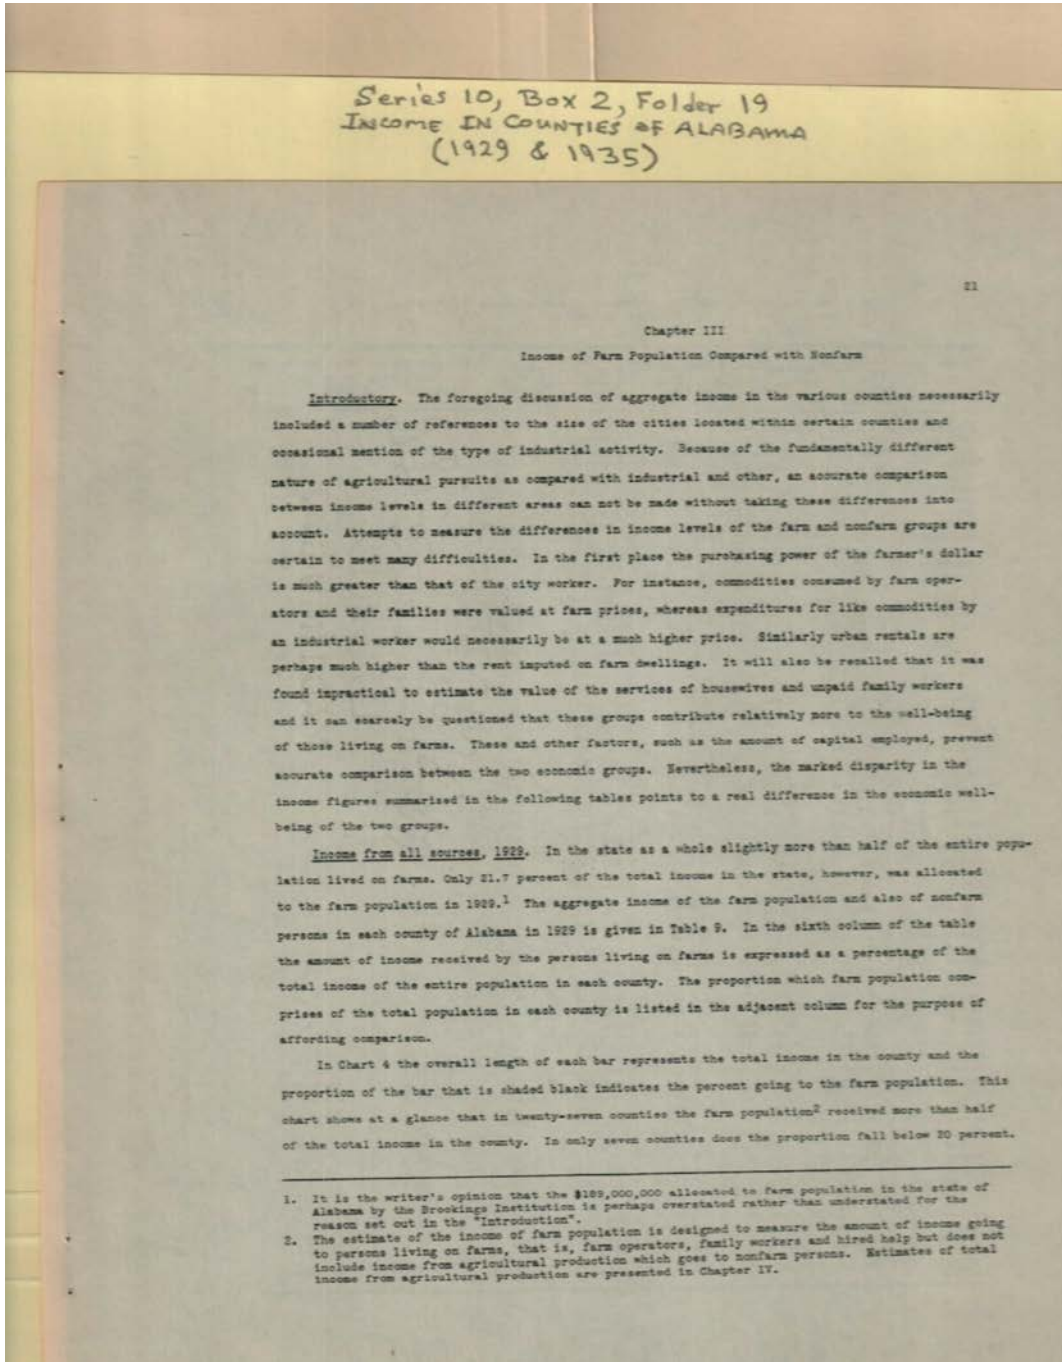 Series 10, Box 2, Folder 19
INCOME IN COUNTIES OF ALABAMA
(1929 & 1935)
21
Chapter III
Income of Farm Population Compared with Nonfarm
Introductory. The foregoing discussion of aggregate income in the various counties necessarily
included a number of references to the size of the cities located within certain counties and
occasional mention of the type of industrial activity. Because of the fundamentally different
nature of agricultural pursuits as compared with industrial and other, an accurate comparison
between income levels in different areas can not be made without taking these differences into
account. Attempts to measure the differences in income levels of the farm and nonfarm groups are
certain to meet many difficulties. In the first place the purchasing power of the farmer's dollar
is much greater than that of the city worker. For instance, commodities consumed by farm oper-
ators and their families were valued at farm prices, whereas expenditures for like commodities by
an industrial worker would necessarily be at a much higher price. Similarly urban rentals are
perhaps much higher than the rent imputed on farm dwellings. It will also be recalled that it was
found impractical to estimate the value of the services of housewives and unpaid family workers
and it can scarcely be questioned that these groups contribute relatively more to the well-being
of those living on farms. These and other factors, such as the amount of capital employed, prevent
accurate comparison between the two economic groups. Nevertheless, the marked disparity in the
income figures summarized in the following tables points to a real difference in the economic well-
being of the two groups.
Income from all sources, 1929. In the state as a whole slightly more than half of the entire popu-
lation lived on farms. Only 21.7 percent of the total income in the state, however, was allocated
to the farm population in 1929.1 The aggregate income of the farm population and also of nonfarm
persons in each county of Alabama in 1929 is given in Table 9. In the sixth column of the table
the amount of income received by the persons living on farms is expressed as a percentage of the
total income of the entire population in each county. The proportion which farm population com-
prises of the total population in each county is listed in the adjacent column for the purpose of
affording comparison.
In Chart 4 the overall length of each bar represents the total income in the county and the
proportion of the bar that is shaded black indicates the percent going to the farm population. This
chart shows at a glance that in twenty-seven counties the farm population2 received more than half
of the total income in the county. In only seven counties does the proportion fall below 20 percent.
1. It is the writer's opinion that the $189,000,000 allocated to farm population in the state of
Alabama by the Brookings Institution is perhaps overstated rather than understated for the
reason set out in the "Introduction".
2. The estimate of the income of farm population is designed to measure the amount of income going
to persons living on farms, that is, farm operators, family workers and hired help but does not
include income from agricultural production which goes to nonfarm persons. Estimates of total
income from agricultural production are presented in Chapter IV.